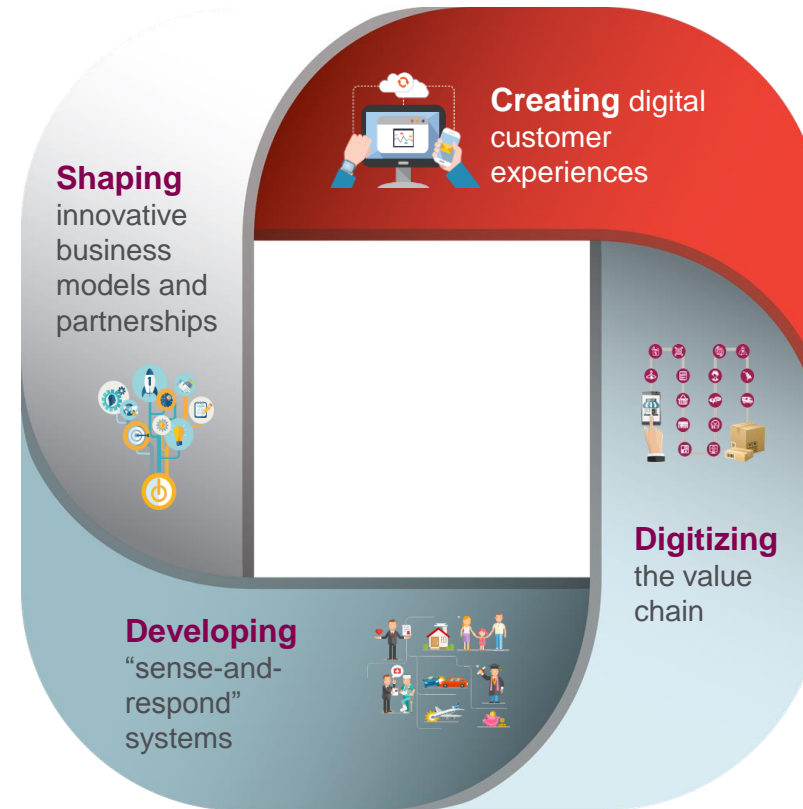 Creating digital
customer
experiences
Shaping
innovative
business
models and
partnerships
1
Digitizing
the value
chain
Developing
“sense-and-
respond”
systems